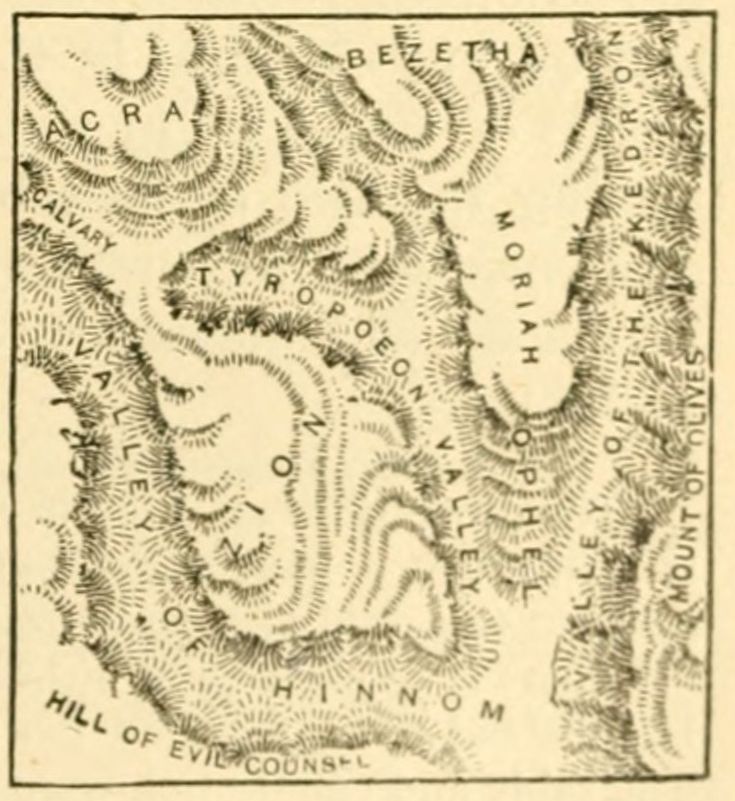 BEZETHA
ACRA
CALVARY
MORIAH
TYROPOEON VALLEY
VALLEY OF THE KEDRON
MOUNT OF OLIVES
ZION
OPHEL
VALLEY OF HINNOM
HILL OF EVIL COUNSEL